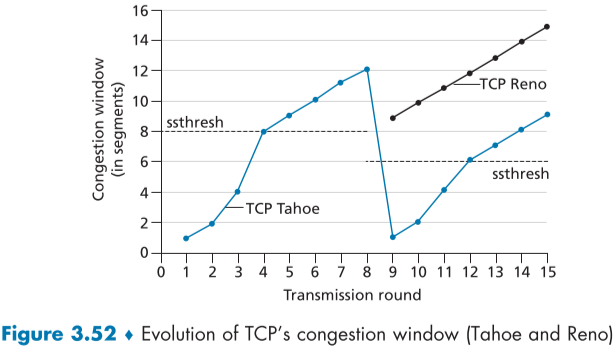 16
14
12
10
8
6
4
2
0
Congestion window
(in segments)
ssthresh
TCP Reno
ssthresh
TCP Tahoe
0 1 2 3 4 5 6 7 8 9 10 11 12 13 14 15
Transmission round
Figure 3.52 ♦ Evolution of TCP's congestion window (Tahoe and Reno)